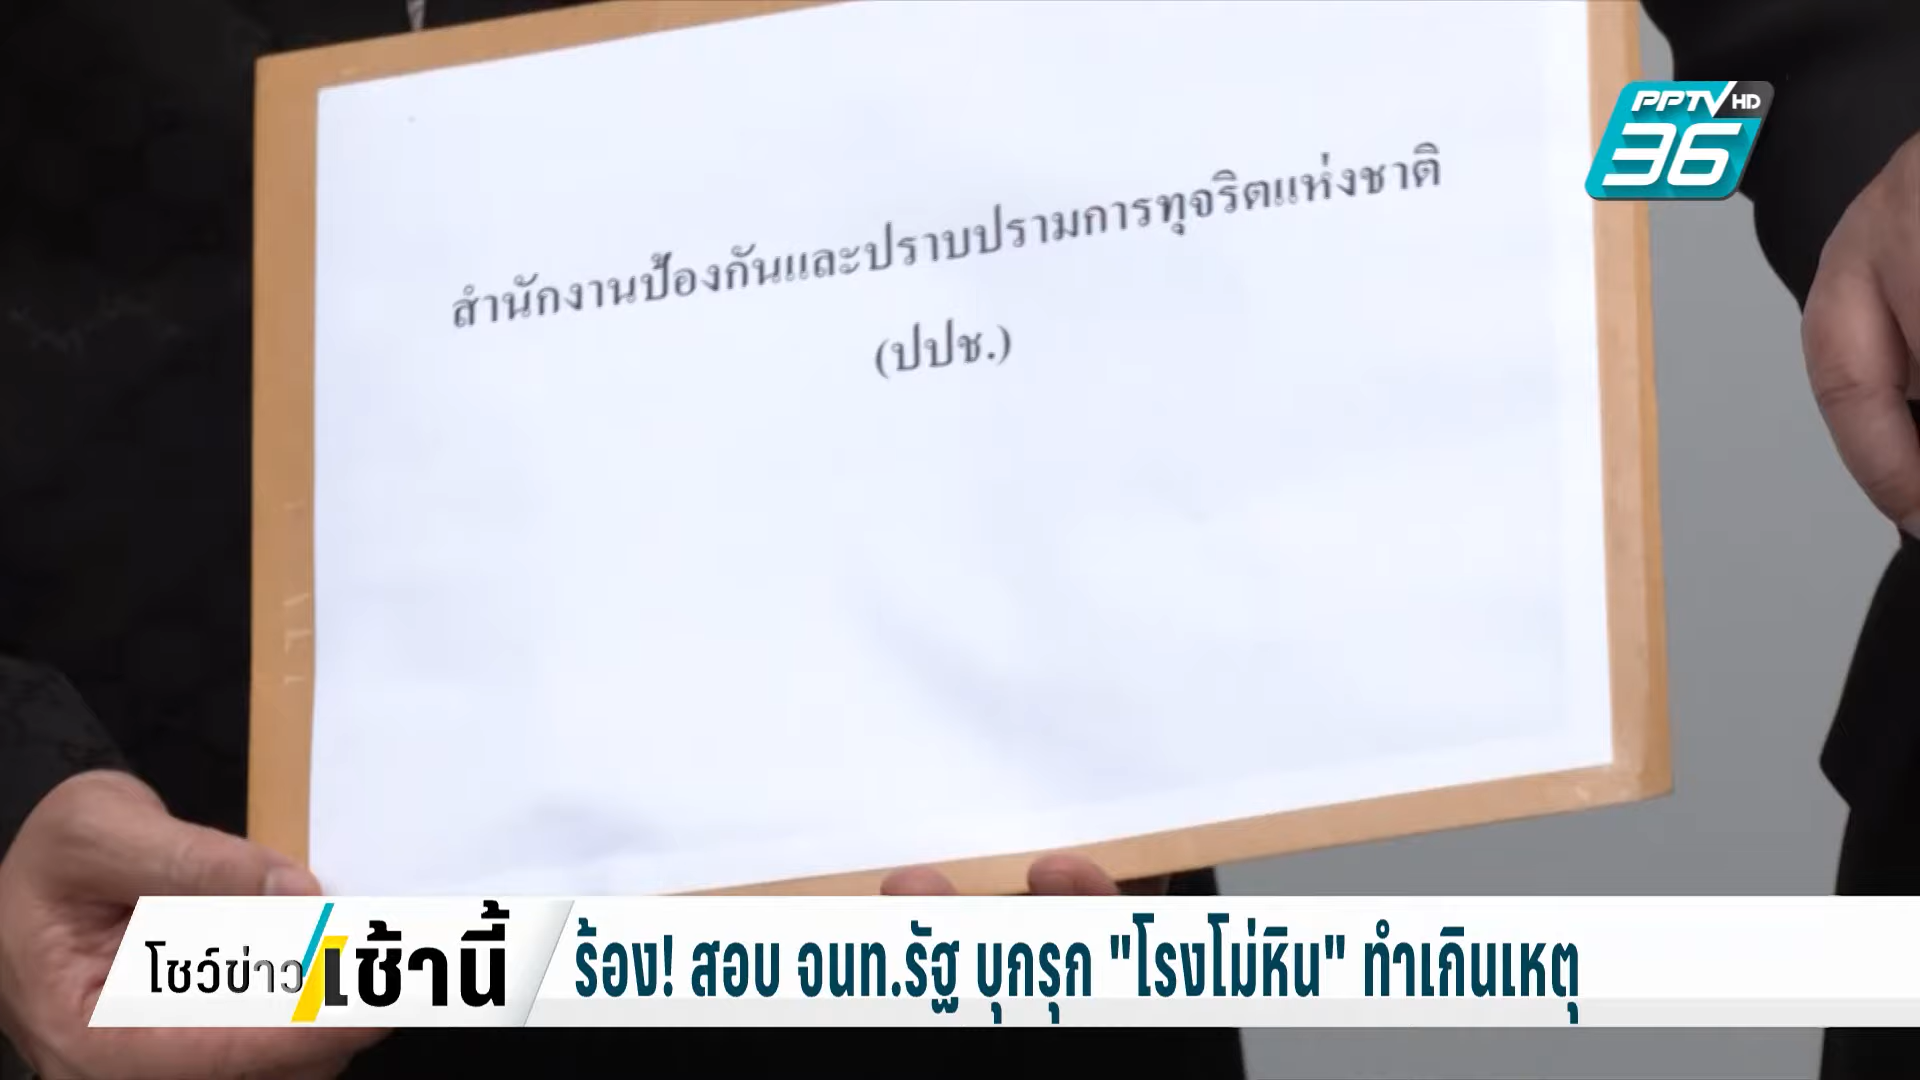 PPTV HD
36
สำนักงานป้องกันและปราบปรามการทุจริตแห่งชาติ
(ปปช.)
โชว์ข่าวเช้านี้
ร้อง! สอบ จนท.รัฐ บุกรุก "โรงโม่หิน" ทำเกินเหตุ